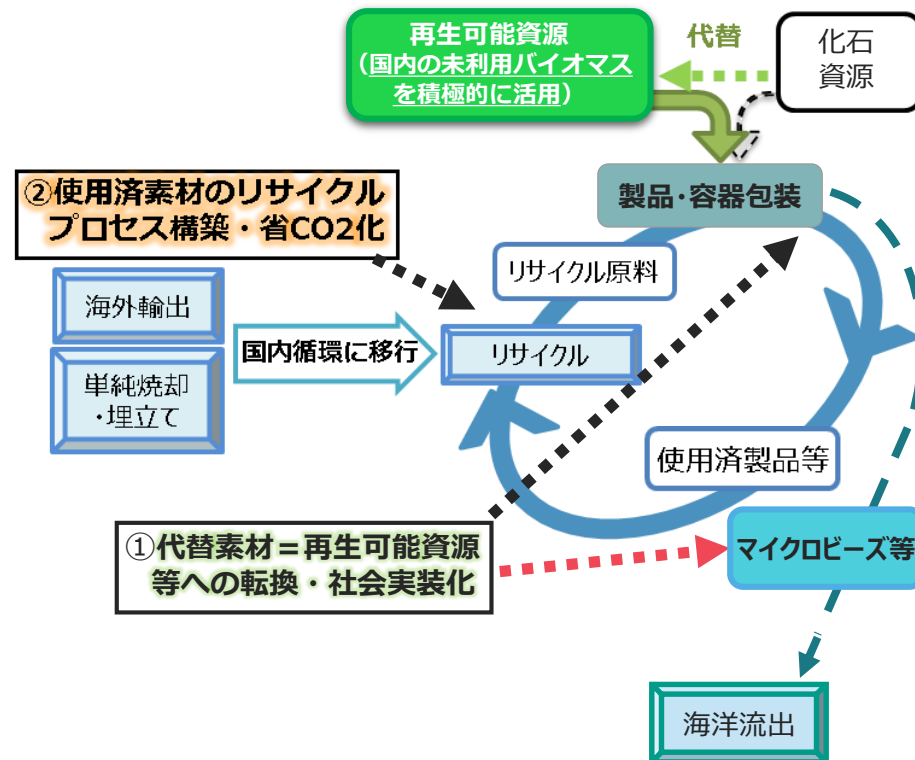 再生可能資源
（国内の未利用バイオマス
を積極的に活用）
代替
化石
資源
製品･容器包装
②使用済素材のリサイクル
プロセス構築・省CO2化
リサイクル原料
海外輸出
国内循環に移行
リサイクル
単純焼却
･埋立て
使用済製品等
①代替素材＝再生可能資源
等への転換・社会実装化
マイクロビーズ等
海洋流出